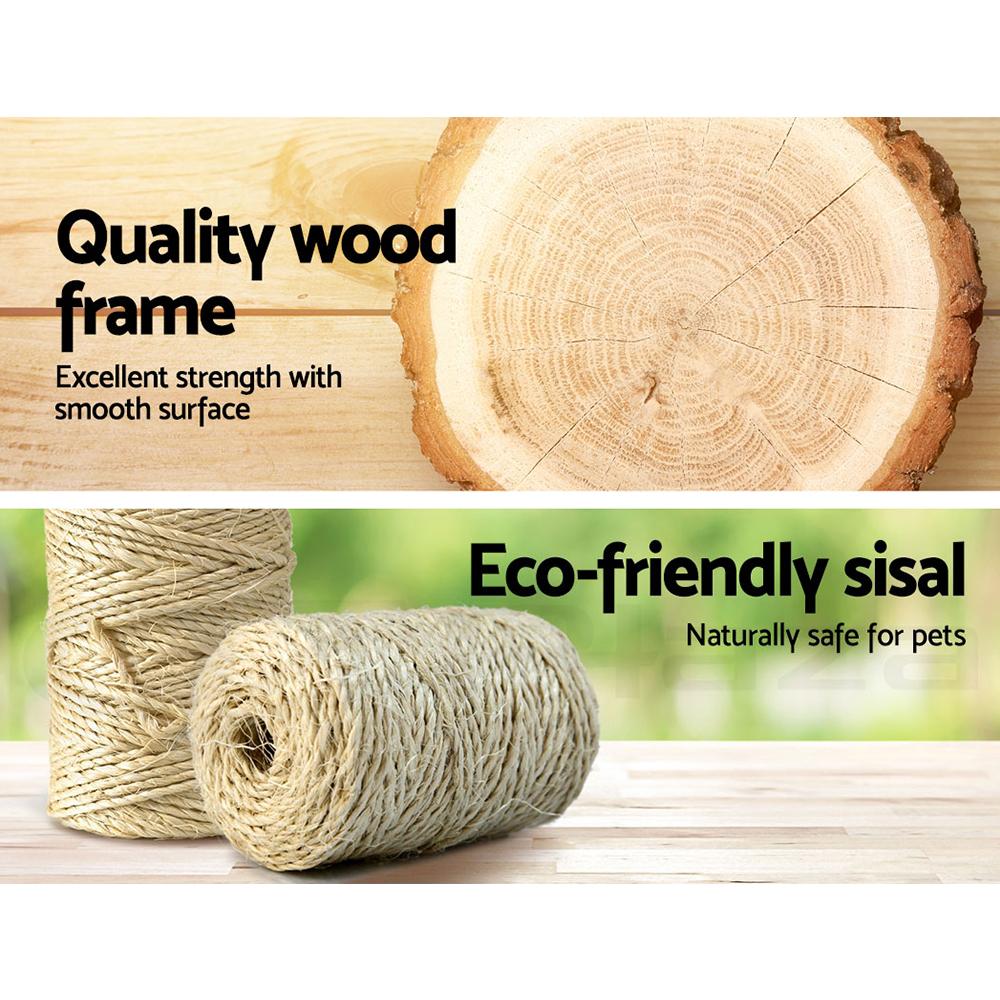 Quality wood
frame
Excellent strength with
smooth surface
Eco-friendly sisal
Naturally safe for pets